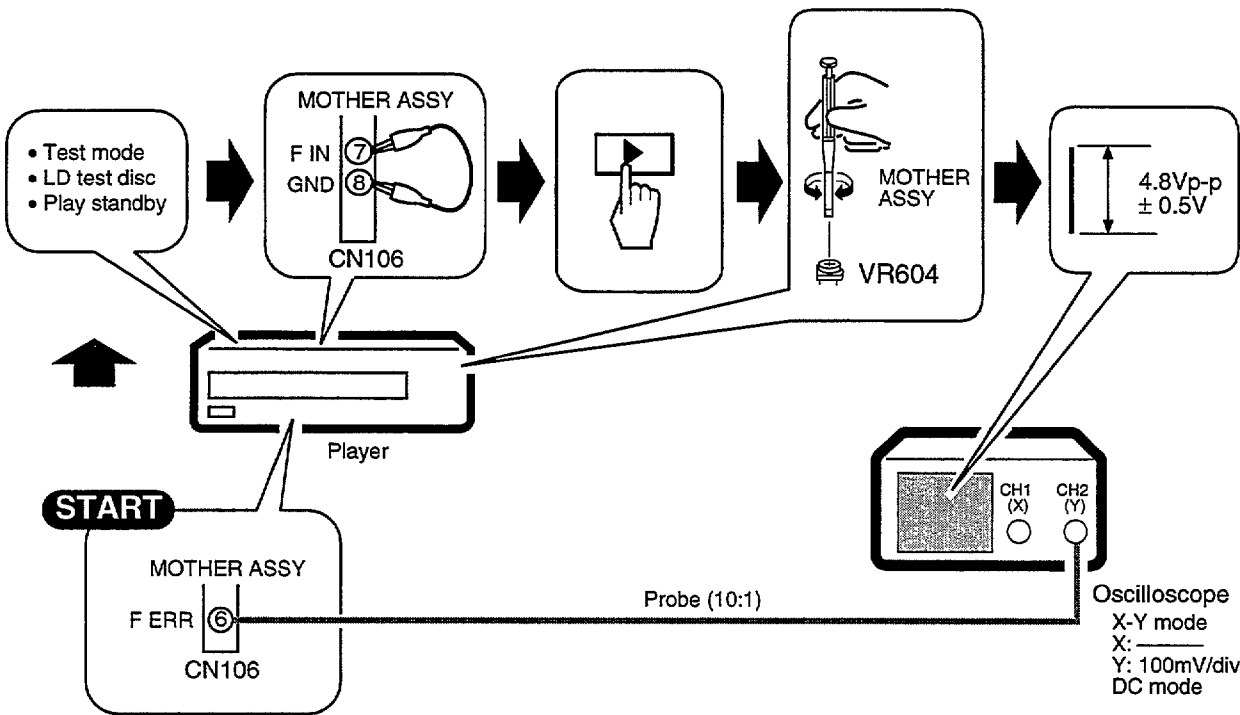 • Test mode
• LD test disc
• Play standby
MOTHER ASSY
F IN ⑦
GND ⑧
CN106
MOTHER
ASSY
VR604
4.8Vp-p
± 0.5V
Player
START
MOTHER ASSY
F ERR ⑥
CN106
Probe (10:1)
CH1
(X)
CH2
(Y)
Oscilloscope
X-Y mode
X: ———
Y: 100mV/div
DC mode